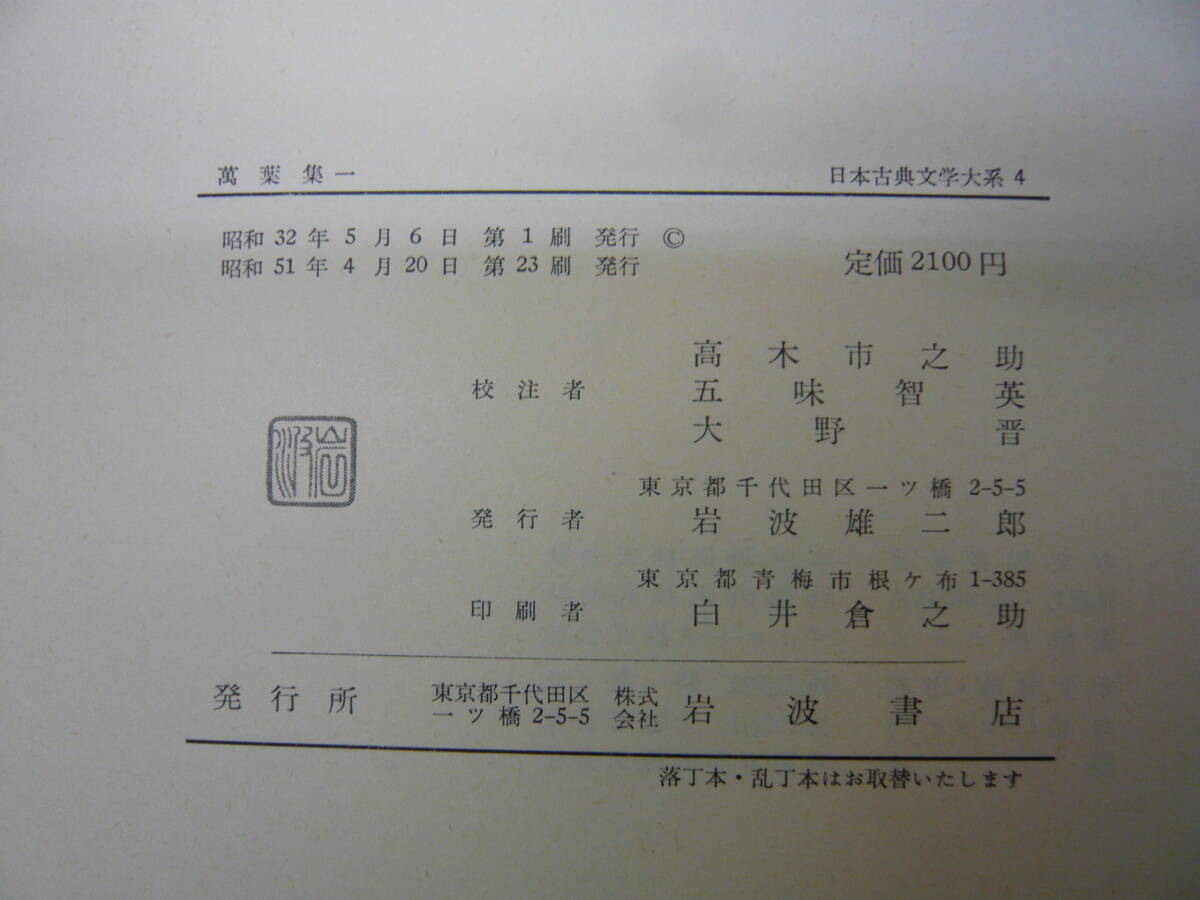 萬葉集一
日本古典文学大系 4
昭和 32 年 5 月 6 日 第 1 刷 発行 ©
昭和 51 年 4 月 20 日 第 23 刷 発行
定価 2100 円
校注者
高木市之助
五味智英
大野晋
東京都千代田区一ツ橋 2-5-5
発行者 岩波雄二郎
東京都青梅市根ヶ布 1-385
印刷者 白井倉之助
発行所
東京都千代田区
一ツ橋 2-5-5
株式
会社
岩波書店
落丁本・乱丁本はお取替いたします
岩波